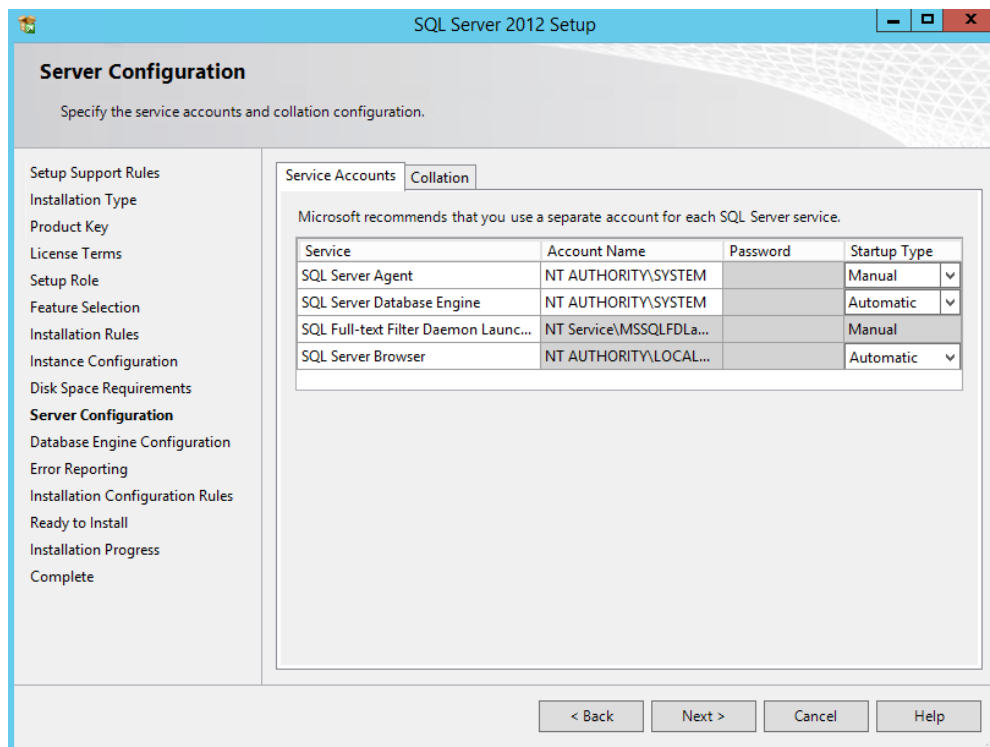 SQL Server 2012 Setup
Server Configuration
Specify the service accounts and collation configuration.
Setup Support Rules
Installation Type
Product Key
License Terms
Setup Role
Feature Selection
Installation Rules
Instance Configuration
Disk Space Requirements
Server Configuration
Database Engine Configuration
Error Reporting
Installation Configuration Rules
Ready to Install
Installation Progress
Complete
Service Accounts Collation
Microsoft recommends that you use a separate account for each SQL Server service.
Service Account Name Password Startup Type
SQL Server Agent NT AUTHORITY\SYSTEM Manual
SQL Server Database Engine NT AUTHORITY\SYSTEM Automatic
SQL Full-text Filter Daemon Launc... NT Service\MSSQLFDLa... Manual
SQL Server Browser NT AUTHORITY\LOCAL... Automatic
< Back Next > Cancel Help